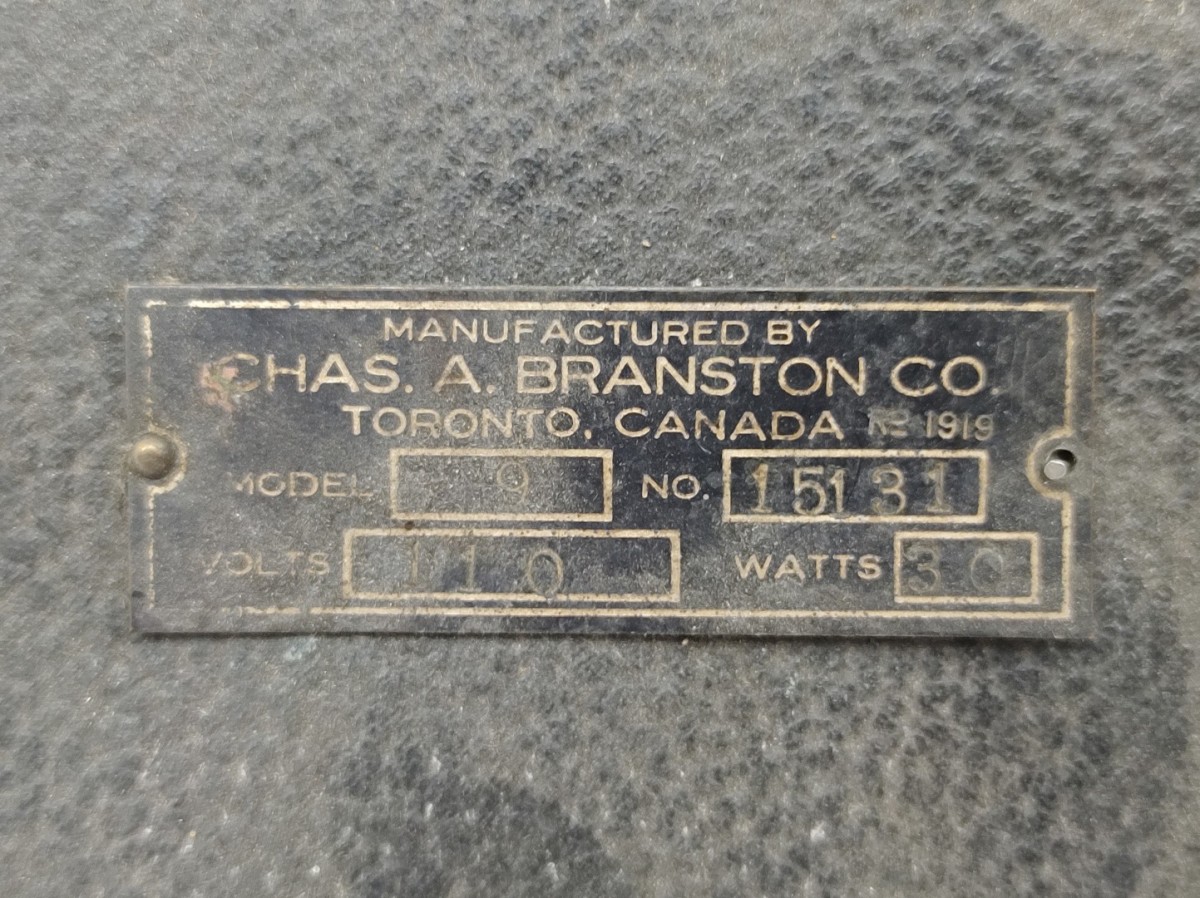 MANUFACTURED BY
CHAS. A. BRANSTON CO.
TORONTO, CANADA Nº 1919
MODEL 9 NO. 15131
VOLTS 110 WATTS 30